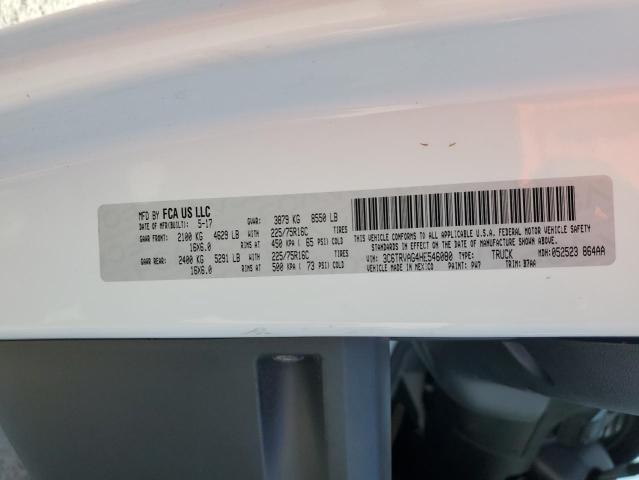 MFD BY FCA US LLC
DATE OF MFR(BUILT): 5-17 GVWR: 3879 KG 8550 LB
GAWR FRONT: 2100 KG 4629 LB WITH 225/75R16C TIRES
16X6.0 RIMS AT 450 KPA ( 65 PSI) COLD
GAWR REAR: 2400 KG 5291 LB WITH 225/75R16C TIRES
16X6.0 RIMS AT 500 KPA ( 73 PSI) COLD
THIS VEHICLE CONFORMS TO ALL APPLICABLE U.S.A. FEDERAL MOTOR VEHICLE SAFETY
STANDARDS IN EFFECT ON THE DATE OF MANUFACTURE SHOWN ABOVE.
VIN: 3C6TRVAG4HE546080 TYPE: TRUCK MDH: 052523 864AA
VEHICLE MADE IN MEXICO PAINT: PW7 TRIM: B7AA